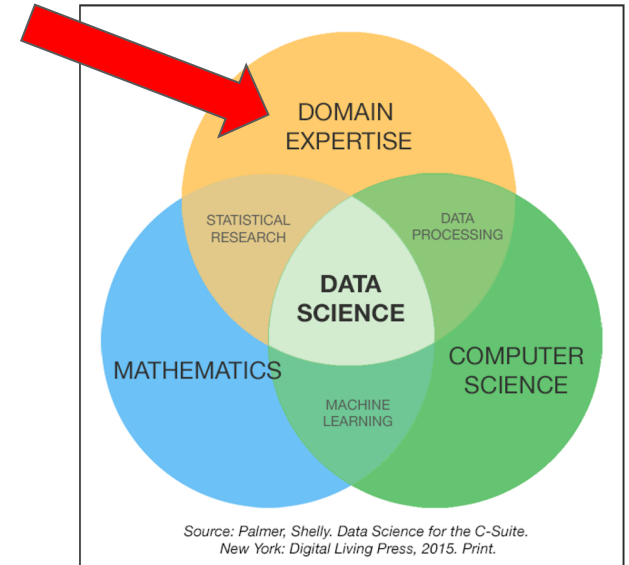 DOMAIN
EXPERTISE
STATISTICAL
RESEARCH
DATA
PROCESSING
DATA
SCIENCE
MATHEMATICS
COMPUTER
SCIENCE
MACHINE
LEARNING
Source: Palmer, Shelly. Data Science for the C-Suite.
New York: Digital Living Press, 2015. Print.